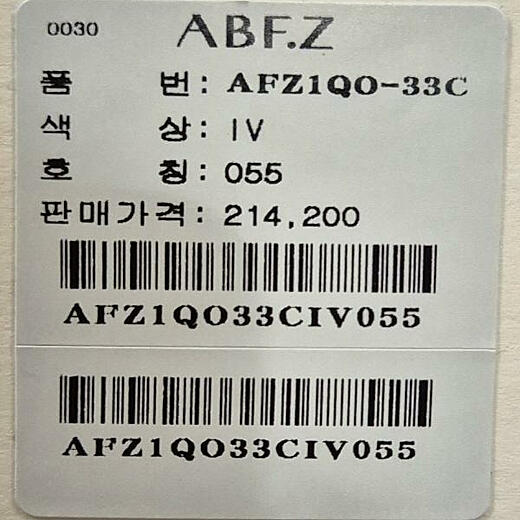 0030 ABF.Z
품 번: AFZ1QO-33C
색 상: IV
호 칭: 055
판매가격: 214,200
AFZ1QO33CIV055
AFZ1QO33CIV055